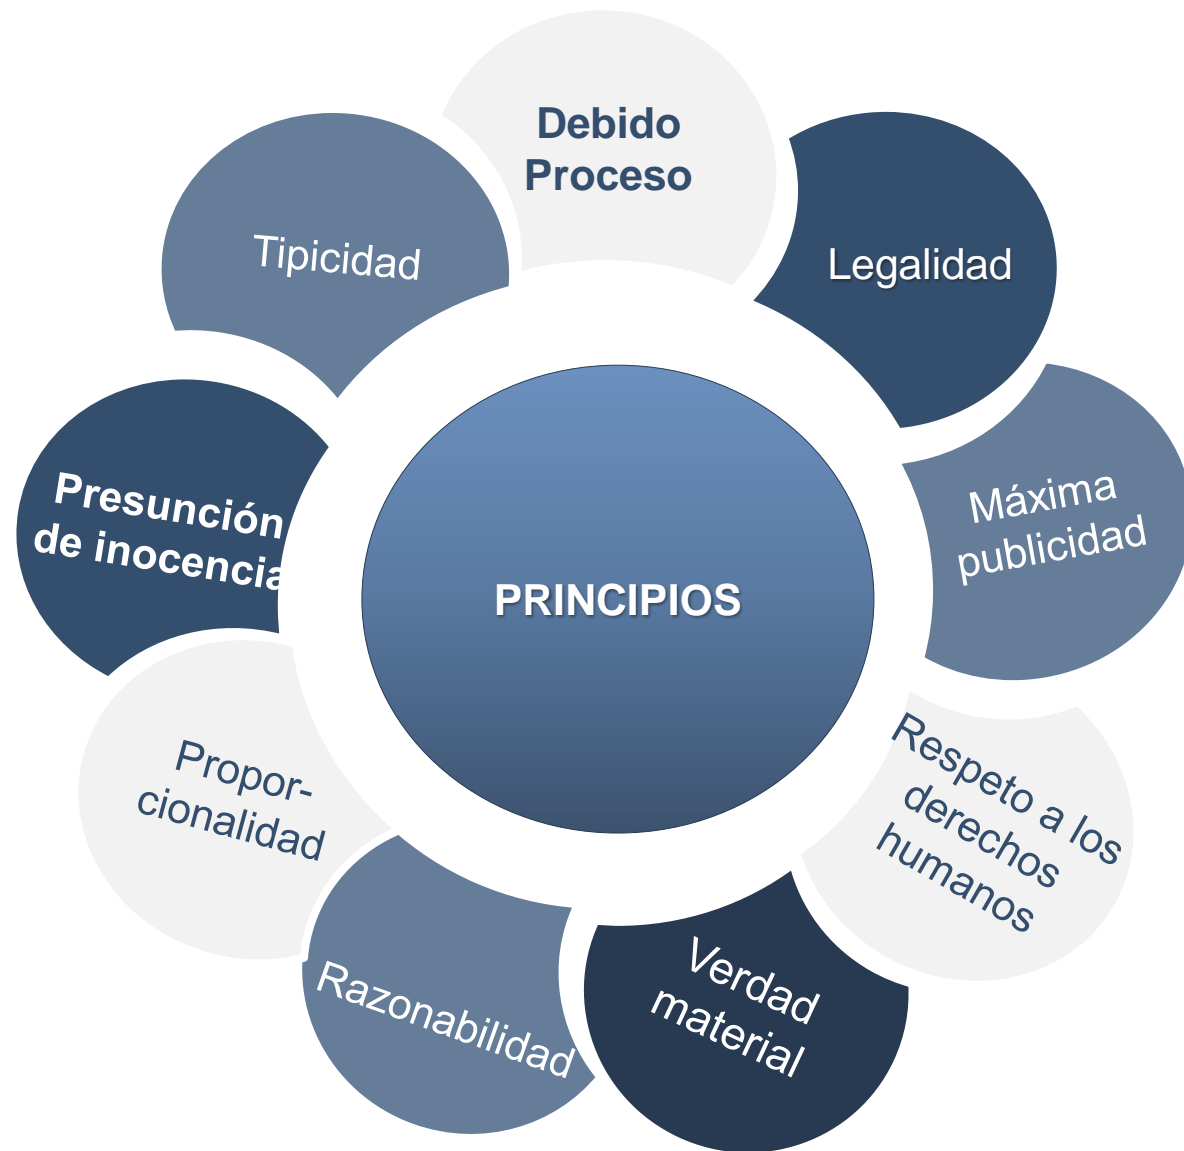 Debido
Proceso
Legalidad
Máxima
publicidad
Respeto a los
derechos
humanos
Verdad
material
Razonabilidad
Propor-
cionalidad
Presunción
de inocencia
Tipicidad
PRINCIPIOS